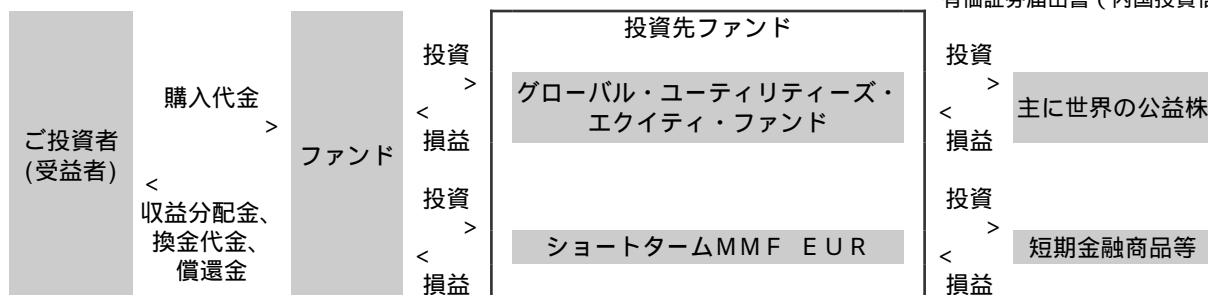 有価証券届出書(内国投資信
投資先ファンド
ご投資者
(受益者)
購入代金
>
<
収益分配金、
換金代金、
償還金
ファンド
投資
>
<
損益
グローバル・ユーティリティーズ・
エクイティ・ファンド
投資
>
<
損益
主に世界の公益株
投資
>
<
損益
ショートタームMMF EUR
投資
>
<
損益
短期金融商品等